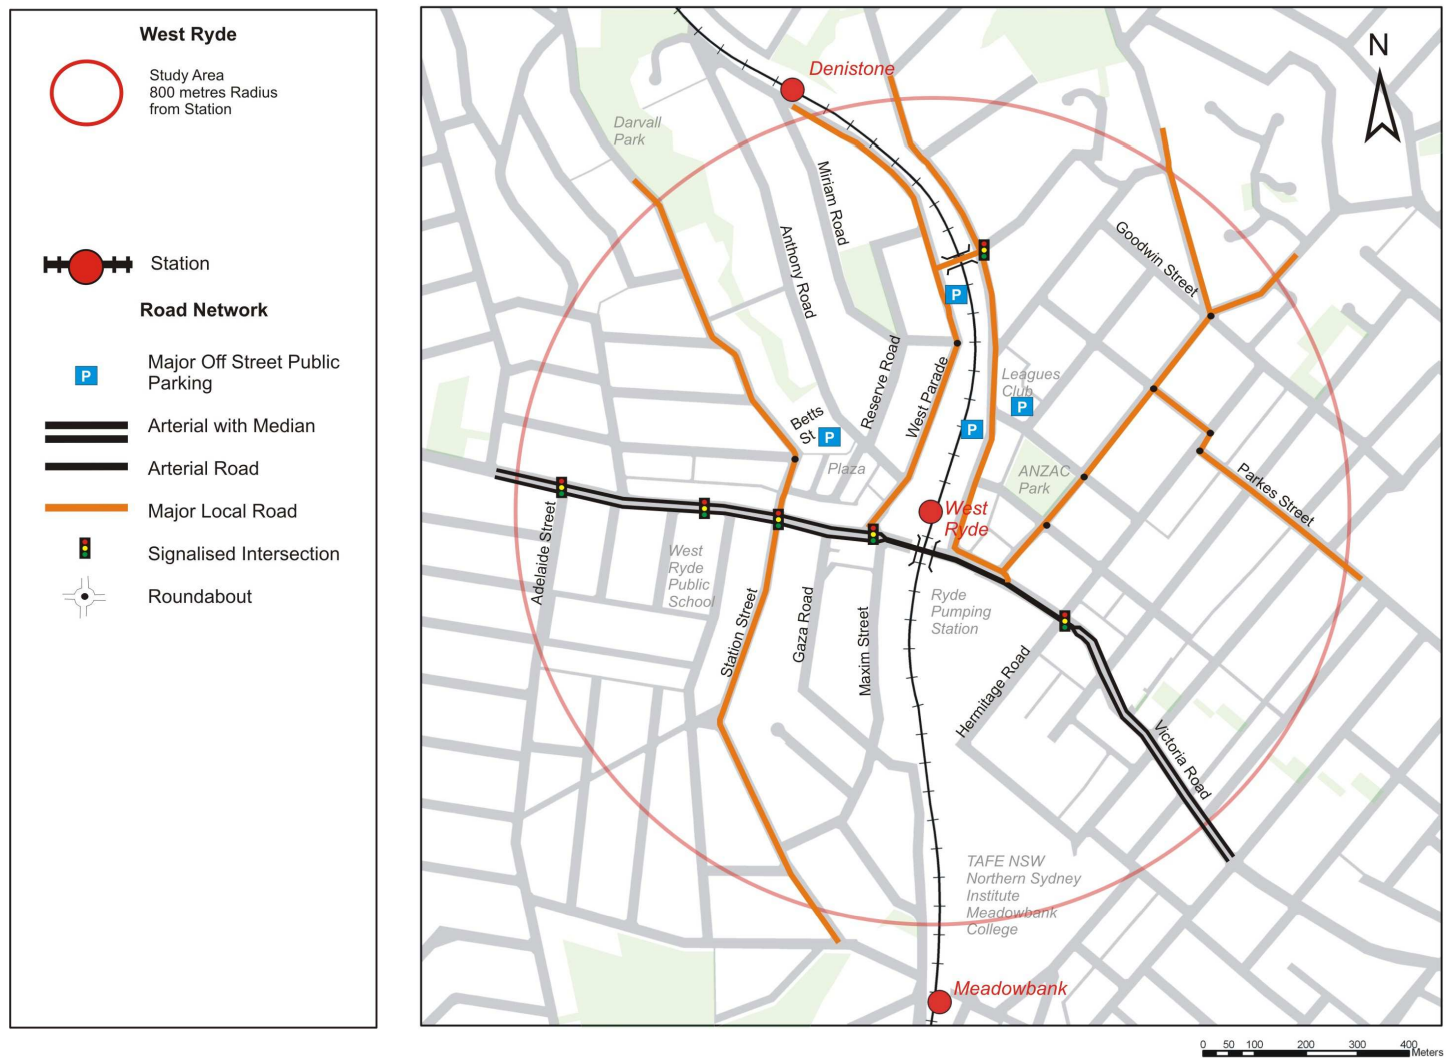 West Ryde
Study Area
800 metres Radius
from Station
Station
Road Network
P
Major Off Street Public
Parking
Arterial with Median
Arterial Road
Major Local Road
Signalised Intersection
Roundabout
N
Denistone
Darvall
Park
Miriam Road
Anthony Road
Goodwin Street
P
Reserve Road
West Parade
Leagues
Club
P
Betts
St
P
P
Plaza
ANZAC
Park
Parkes Street
West
Ryde
Adelaide Street
West
Ryde
Public
School
Station Street
Gaza Road
Maxim Street
Ryde
Pumping
Station
Hermitage Road
Victoria Road
TAFE NSW
Northern Sydney
Institute
Meadowbank
College
Meadowbank
0 50 100 200 300 400
Meters